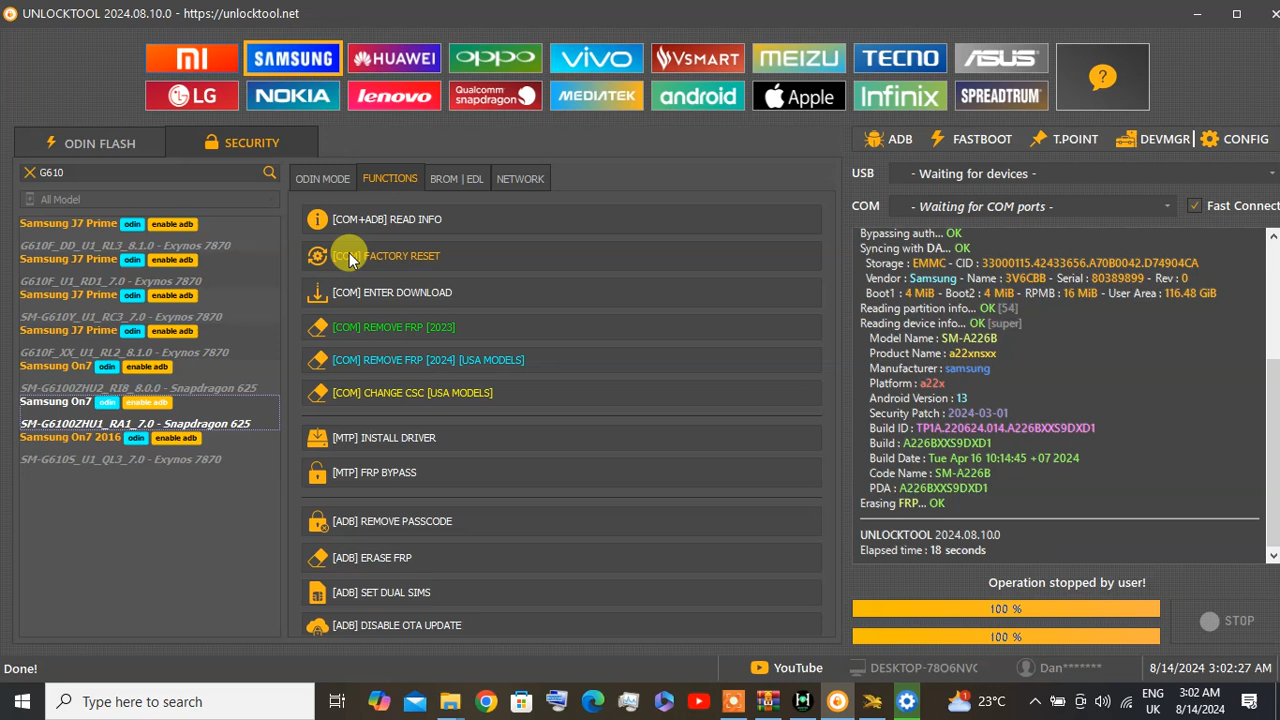 UNLOCKTOOL 2024.08.10.0 - https://unlocktool.net
mi SAMSUNG HUAWEI oppo vivo VSMART MEIZU TECNO ASUS
LG NOKIA lenovo Qualcomm snapdragon MEDIATEK android Apple Infinix SPREADTRUM
?
ODIN FLASH SECURITY
ADB FASTBOOT T.POINT DEVMGR CONFIG
G610
All Model
Samsung J7 Prime odin enable adb
G610F_DD_U1_RL3_8.1.0 - Exynos 7870
Samsung J7 Prime odin enable adb
G610F_U1_RD1_7.0 - Exynos 7870
Samsung J7 Prime odin enable adb
SM-G610Y_U1_RC3_7.0 - Exynos 7870
Samsung J7 Prime odin enable adb
G610F_XX_U1_RL2_8.1.0 - Exynos 7870
Samsung On7 odin enable adb
SM-G6100ZHU2_RI8_8.0.0 - Snapdragon 625
Samsung On7 odin enable adb
SM-G6100ZHU1_RA1_7.0 - Snapdragon 625
Samsung On7 2016 odin enable adb
SM-G610S_U1_QL3_7.0 - Exynos 7870
ODIN MODE FUNCTIONS BROM | EDL NETWORK
[COM+ADB] READ INFO
[COM] FACTORY RESET
[COM] ENTER DOWNLOAD
[COM] REMOVE FRP [2023]
[COM] REMOVE FRP [2024] [USA MODELS]
[COM] CHANGE CSC [USA MODELS]
[MTP] INSTALL DRIVER
[MTP] FRP BYPASS
[ADB] REMOVE PASSCODE
[ADB] ERASE FRP
[ADB] SET DUAL SIMS
[ADB] DISABLE OTA UPDATE
USB - Waiting for devices -
COM - Waiting for COM ports - Fast Connect
Bypassing auth... OK
Syncing with DA... OK
Storage : EMMC - CID : 33000115.42433656.A70B0042.D74904CA
Vendor : Samsung - Name : 3V6CBB - Serial : 80389899 - Rev : 0
Boot1 : 4 MiB - Boot2 : 4 MiB - RPMB : 16 MiB - User Area : 116.48 GiB
Reading partition info... OK [54]
Reading device info... OK [super]
Model Name : SM-A226B
Product Name : a22xnsxx
Manufacturer : samsung
Platform : a22x
Android Version : 13
Security Patch : 2024-03-01
Build ID : TP1A.220624.014.A226BXXS9DXD1
Build : A226BXXS9DXD1
Build Date : Tue Apr 16 10:14:45 +07 2024
Code Name : SM-A226B
PDA : A226BXXS9DXD1
Erasing FRP... OK
UNLOCKTOOL 2024.08.10.0
Elapsed time : 18 seconds
Operation stopped by user!
100 %
100 %
STOP
Done! YouTube DESKTOP-78O6NVC Dan******* 8/14/2024 3:02:27 AM
Type here to search 1 23°C ENG UK 3:02 AM 8/14/2024